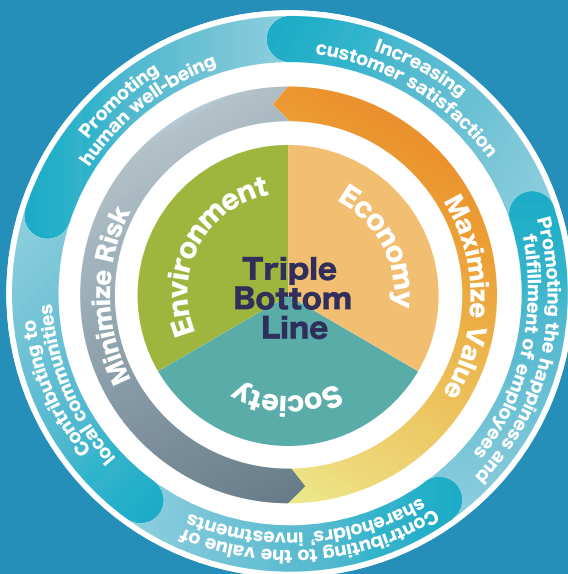 Increasing
customer satisfaction
Promoting the happiness and
fulfillment of employees
Contributing to the value of
shareholdrs' investments
Contributing to
local communities
Promoting
human well-being
Maximize Value
Minimize Risk
Environment
Economy
Society
Triple
Bottom
Line